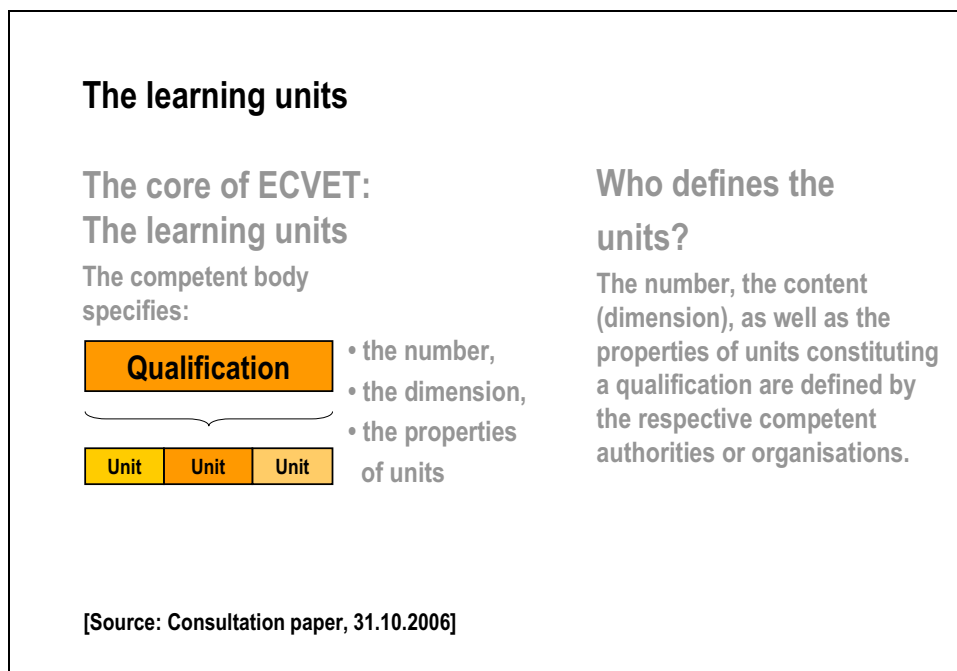 The learning units
The core of ECVET:
The learning units
The competent body
specifies:
Qualification
Unit
Unit
Unit
• the number,
• the dimension,
• the properties
of units
Who defines the
units?
The number, the content
(dimension), as well as the
properties of units constituting
a qualification are defined by
the respective competent
authorities or organisations.
[Source: Consultation paper, 31.10.2006]